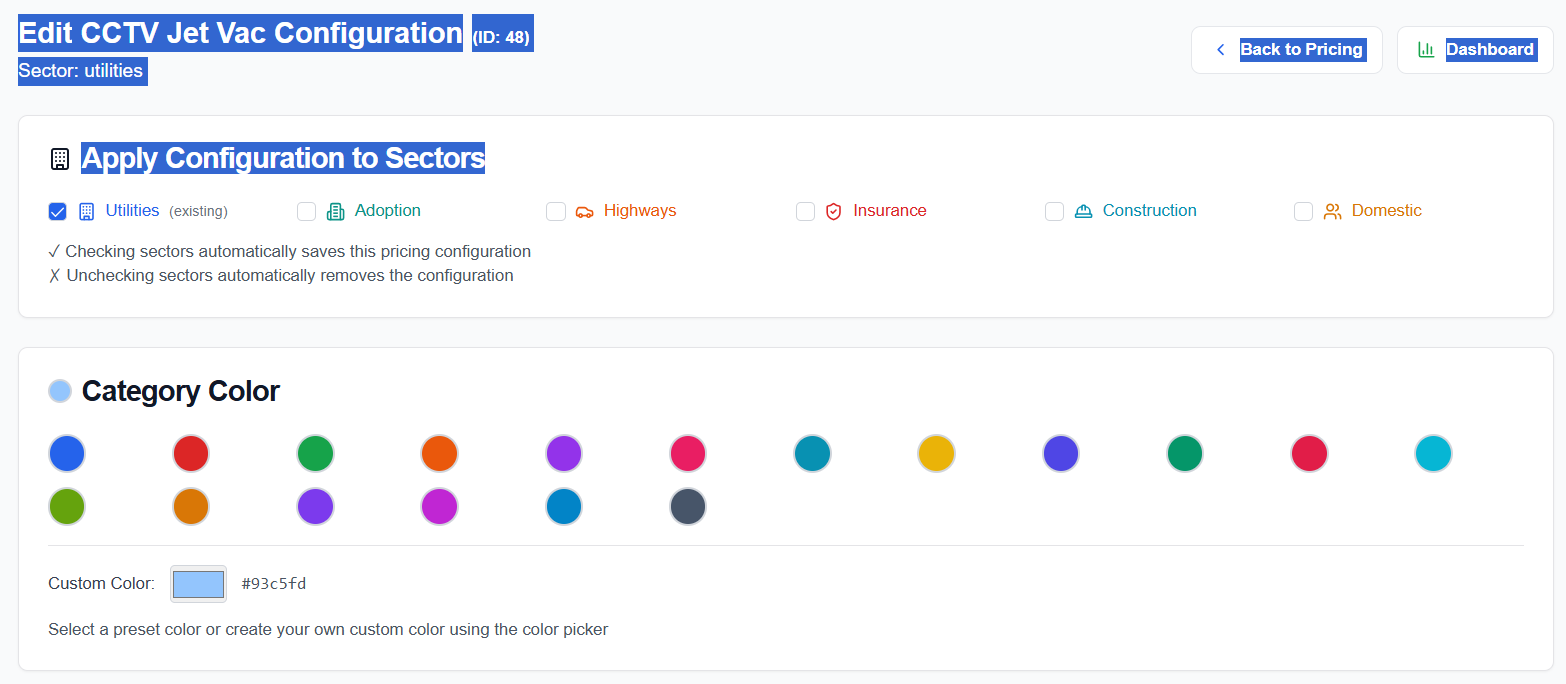 Edit CCTV Jet Vac Configuration (ID: 48)
Sector: utilities
Back to Pricing
Dashboard
Apply Configuration to Sectors
Utilities (existing)
Adoption
Highways
Insurance
Construction
Domestic
✓ Checking sectors automatically saves this pricing configuration
✗ Unchecking sectors automatically removes the configuration
Category Color
Custom Color: #93c5fd
Select a preset color or create your own custom color using the color picker